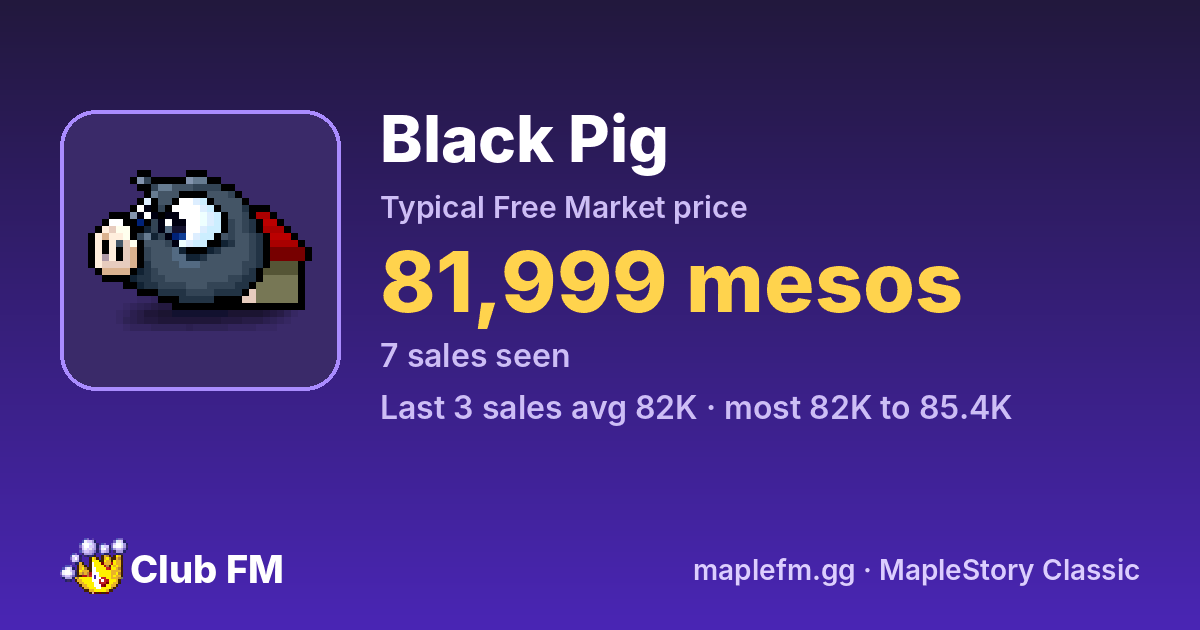 Black Pig
Typical Free Market price
81,999 mesos
7 sales seen
Last 3 sales avg 82K · most 82K to 85.4K
Club FM
maplefm.gg · MapleStory Classic